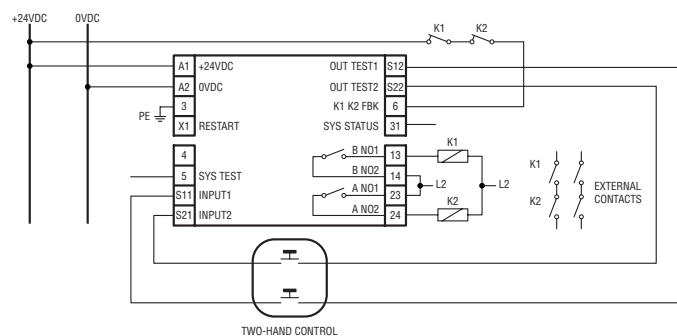 +24VDC 0VDC
K1 K2
A1 +24VDC OUT TEST1 S12
A2 0VDC OUT TEST2 S22
PE 3 K1 K2 FBK 6
X1 RESTART SYS STATUS 31
4 B NO1 13 K1
5 SYS TEST B NO2 14
S11 INPUT1 A NO1 23 L2 L2
S21 INPUT2 A NO2 24 K2
K1
K2
EXTERNAL
CONTACTS
TWO-HAND CONTROL